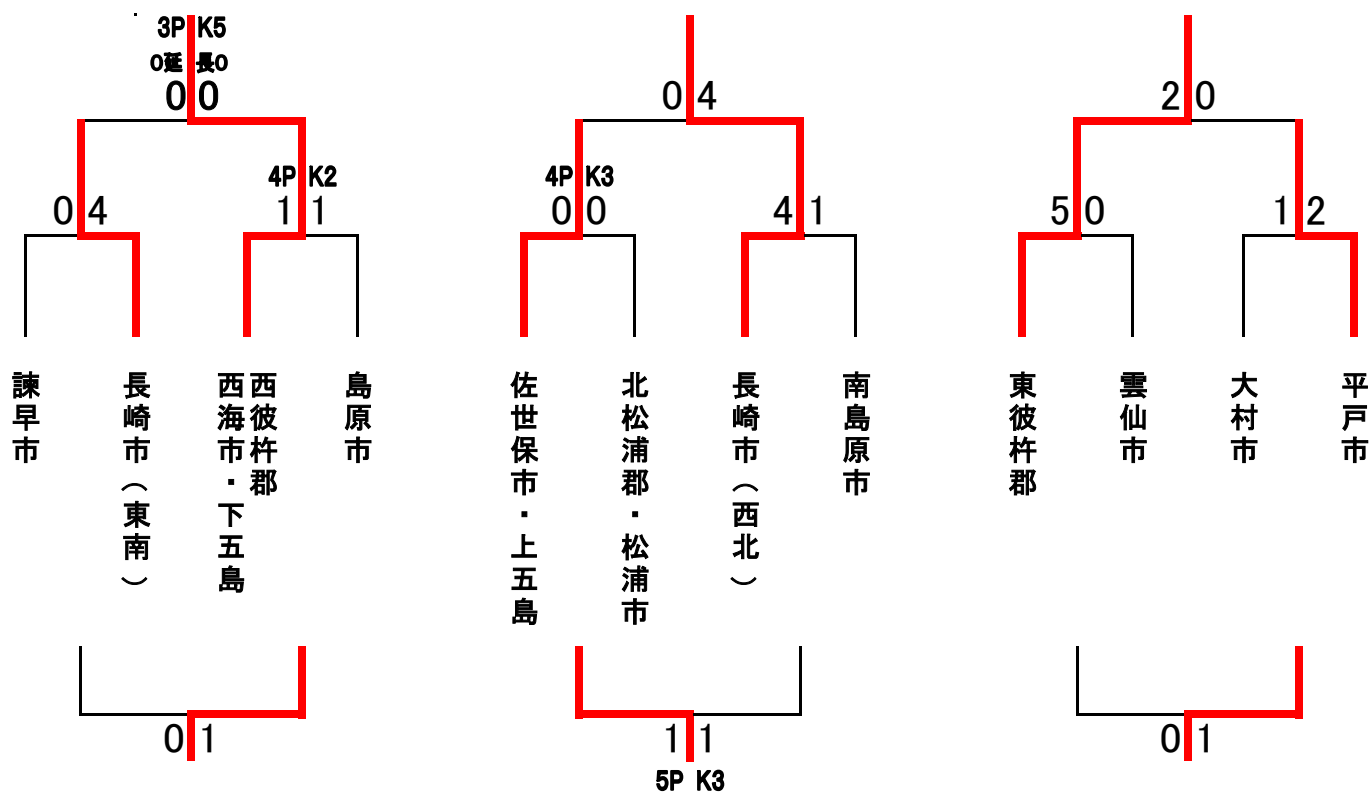 3P K5
0延 長0
0 0
0 4
2 0
4P K2
4P K3
0 4
1 1
0 0
4 1
5 0
1 2
諫早市
長崎市(東南)
西彼杵郡
西海市・下五島
島原市
佐世保市・上五島
北松浦郡・松浦市
長崎市(西北)
南島原市
東彼杵郡
雲仙市
大村市
平戸市
0 1
1 1
0 1
5P K3